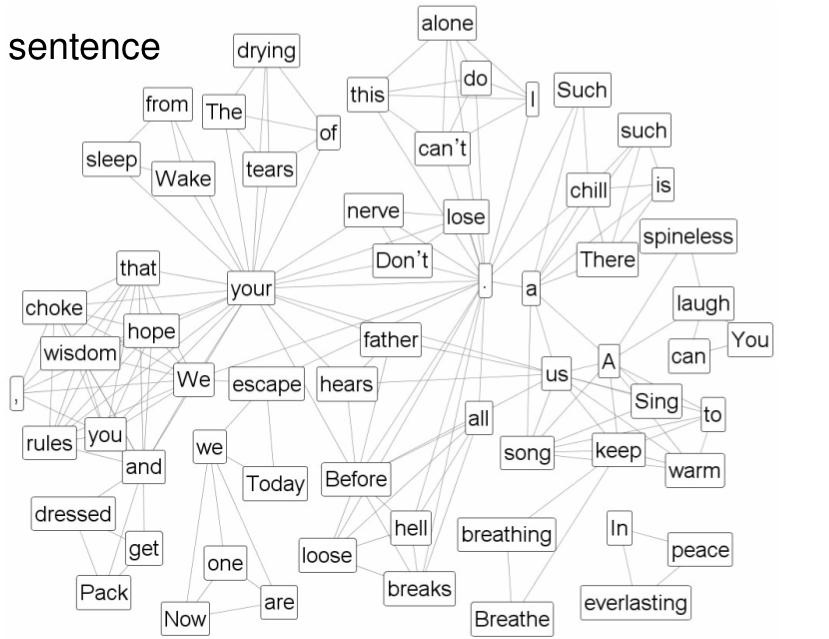 alone
sentence
drying
do
this
I
Such
from
The
such
of
can't
sleep
tears
Wake
chill
is
nerve
lose
spineless
Don't
There
that
your
.
a
choke
laugh
hope
father
You
wisdom
can
A
us
We
escape
hears
,
Sing
to
all
you
rules
we
song
keep
and
warm
Before
Today
dressed
hell
breathing
In
get
loose
peace
one
Pack
breaks
are
everlasting
Now
Breathe